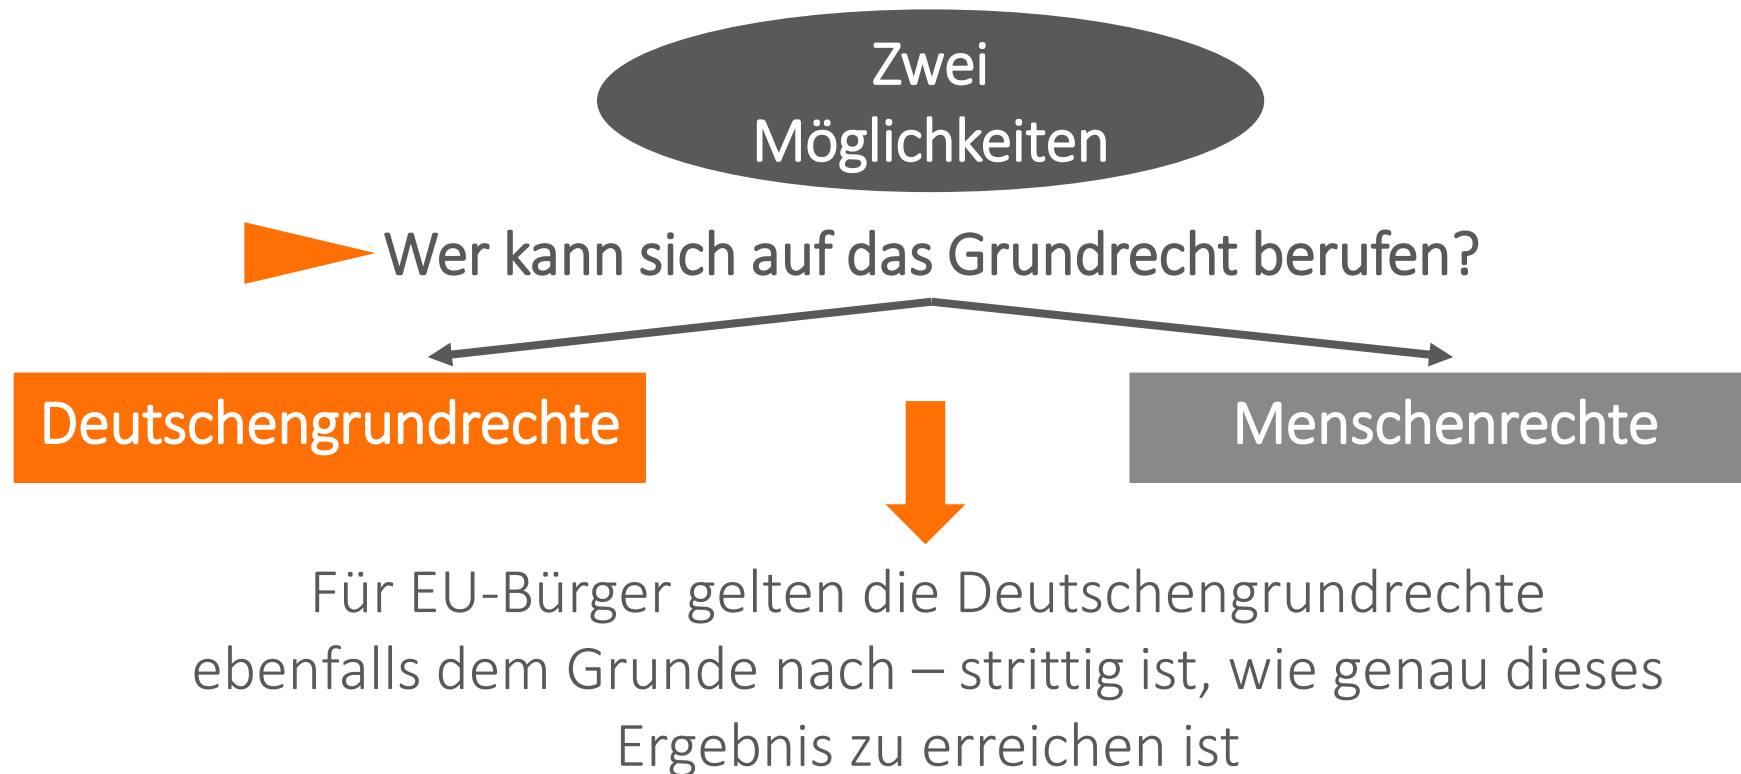 Zwei
Möglichkeiten
Wer kann sich auf das Grundrecht berufen?
Deutschengrundrechte
Menschenrechte
Für EU-Bürger gelten die Deutschengrundrechte
ebenfalls dem Grunde nach – strittig ist, wie genau dieses
Ergebnis zu erreichen ist